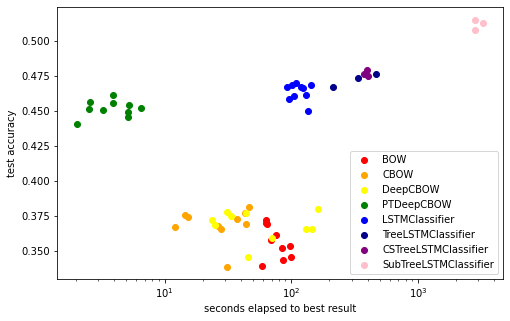 0.500
0.475
0.450
0.425
0.400
0.375
0.350
test accuracy
BOW
CBOW
DeepCBOW
PTDeepCBOW
LSTMClassifier
TreeLSTMClassifier
CSTreeLSTMClassifier
SubTreeLSTMClassifier
10¹ 10² 10³
seconds elapsed to best result